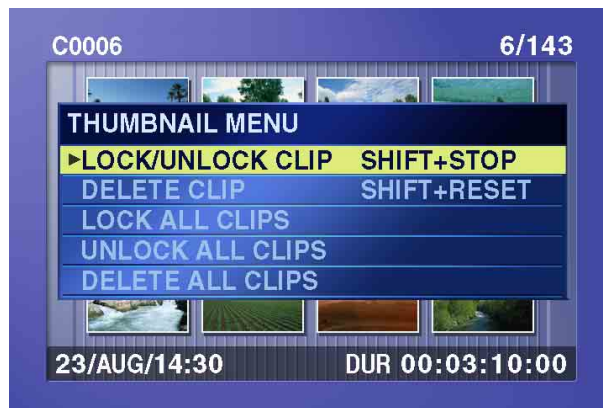 C0006 6/143
THUMBNAIL MENU
►LOCK/UNLOCK CLIP SHIFT+STOP
DELETE CLIP SHIFT+RESET
LOCK ALL CLIPS
UNLOCK ALL CLIPS
DELETE ALL CLIPS
23/AUG/14:30 DUR 00:03:10:00